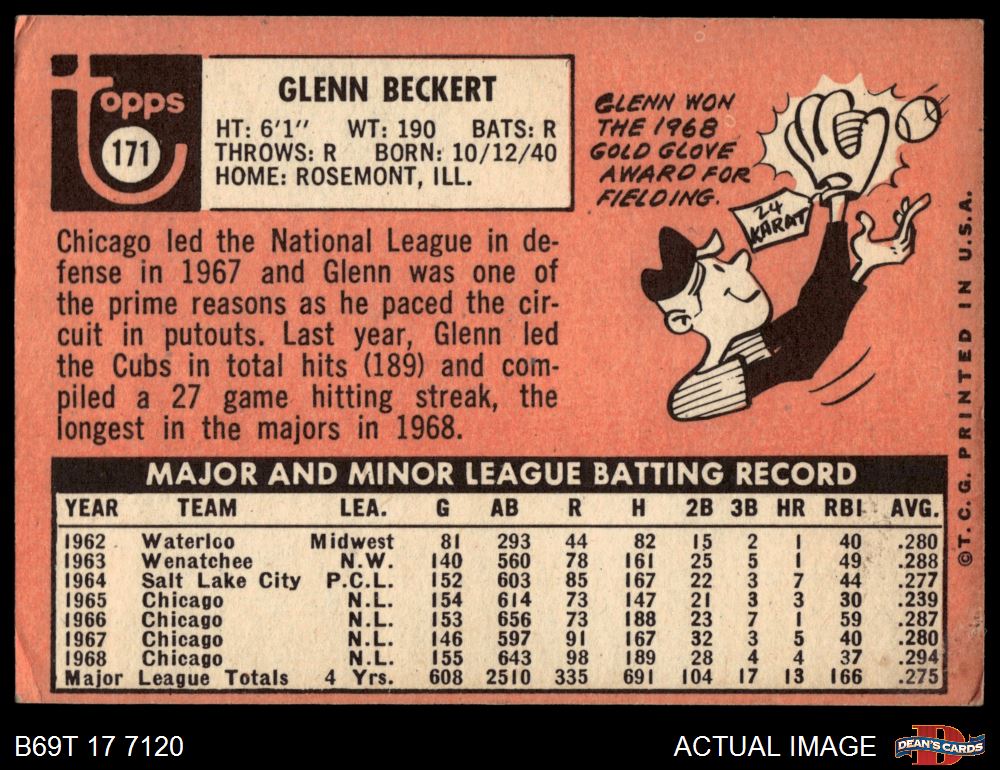 Topps
171
GLENN BECKERT
HT: 6'1" WT: 190 BATS: R
THROWS: R BORN: 10/12/40
HOME: ROSEMONT, ILL.
GLENN WON
THE 1968
GOLD GLOVE
AWARD FOR
FIELDING.
24
KARAT
Chicago led the National League in de-
fense in 1967 and Glenn was one of
the prime reasons as he paced the cir-
cuit in putouts. Last year, Glenn led
the Cubs in total hits (189) and com-
piled a 27 game hitting streak, the
longest in the majors in 1968.
MAJOR AND MINOR LEAGUE BATTING RECORD
YEAR TEAM LEA. G AB R H 2B 3B HR RBI AVG.
1962 Waterloo Midwest 81 293 44 82 15 2 1 40 .280
1963 Wenatchee N.W. 140 560 78 161 25 5 1 49 .288
1964 Salt Lake City P.C.L. 152 603 85 167 22 3 7 44 .277
1965 Chicago N.L. 154 614 73 147 21 3 3 30 .239
1966 Chicago N.L. 153 656 73 188 23 7 1 59 .287
1967 Chicago N.L. 146 597 91 167 32 3 5 40 .280
1968 Chicago N.L. 155 643 98 189 28 4 4 37 .294
Major League Totals 4 Yrs. 608 2510 335 691 104 17 13 166 .275
©T.C.G. PRINTED IN U.S.A.
B69T 17 7120
ACTUAL IMAGE
DEAN'S CARDS